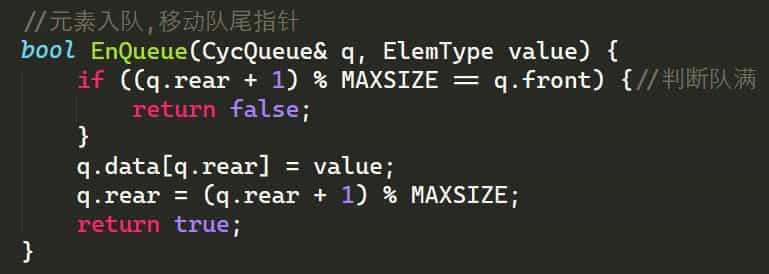 //元素入队,移动队尾指针
bool EnQueue(CycQueue& q, ElemType value) {
    if ((q.rear + 1) % MAXSIZE == q.front) {//判断队满
        return false;
    }
    q.data[q.rear] = value;
    q.rear = (q.rear + 1) % MAXSIZE;
    return true;
}